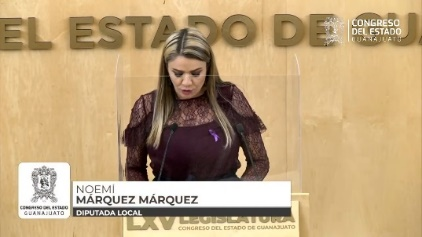 EL ESTADO DE GUA
CONGRESO
DEL ESTADO
GUANAJUATO
NOEMÍ
MÁRQUEZ MÁRQUEZ
DIPUTADA LOCAL
CONGRESO DEL ESTADO
GUANAJUATO
LXV LEGISLATURA
CONGRESO DEL ESTADO DE GUANAJUATO